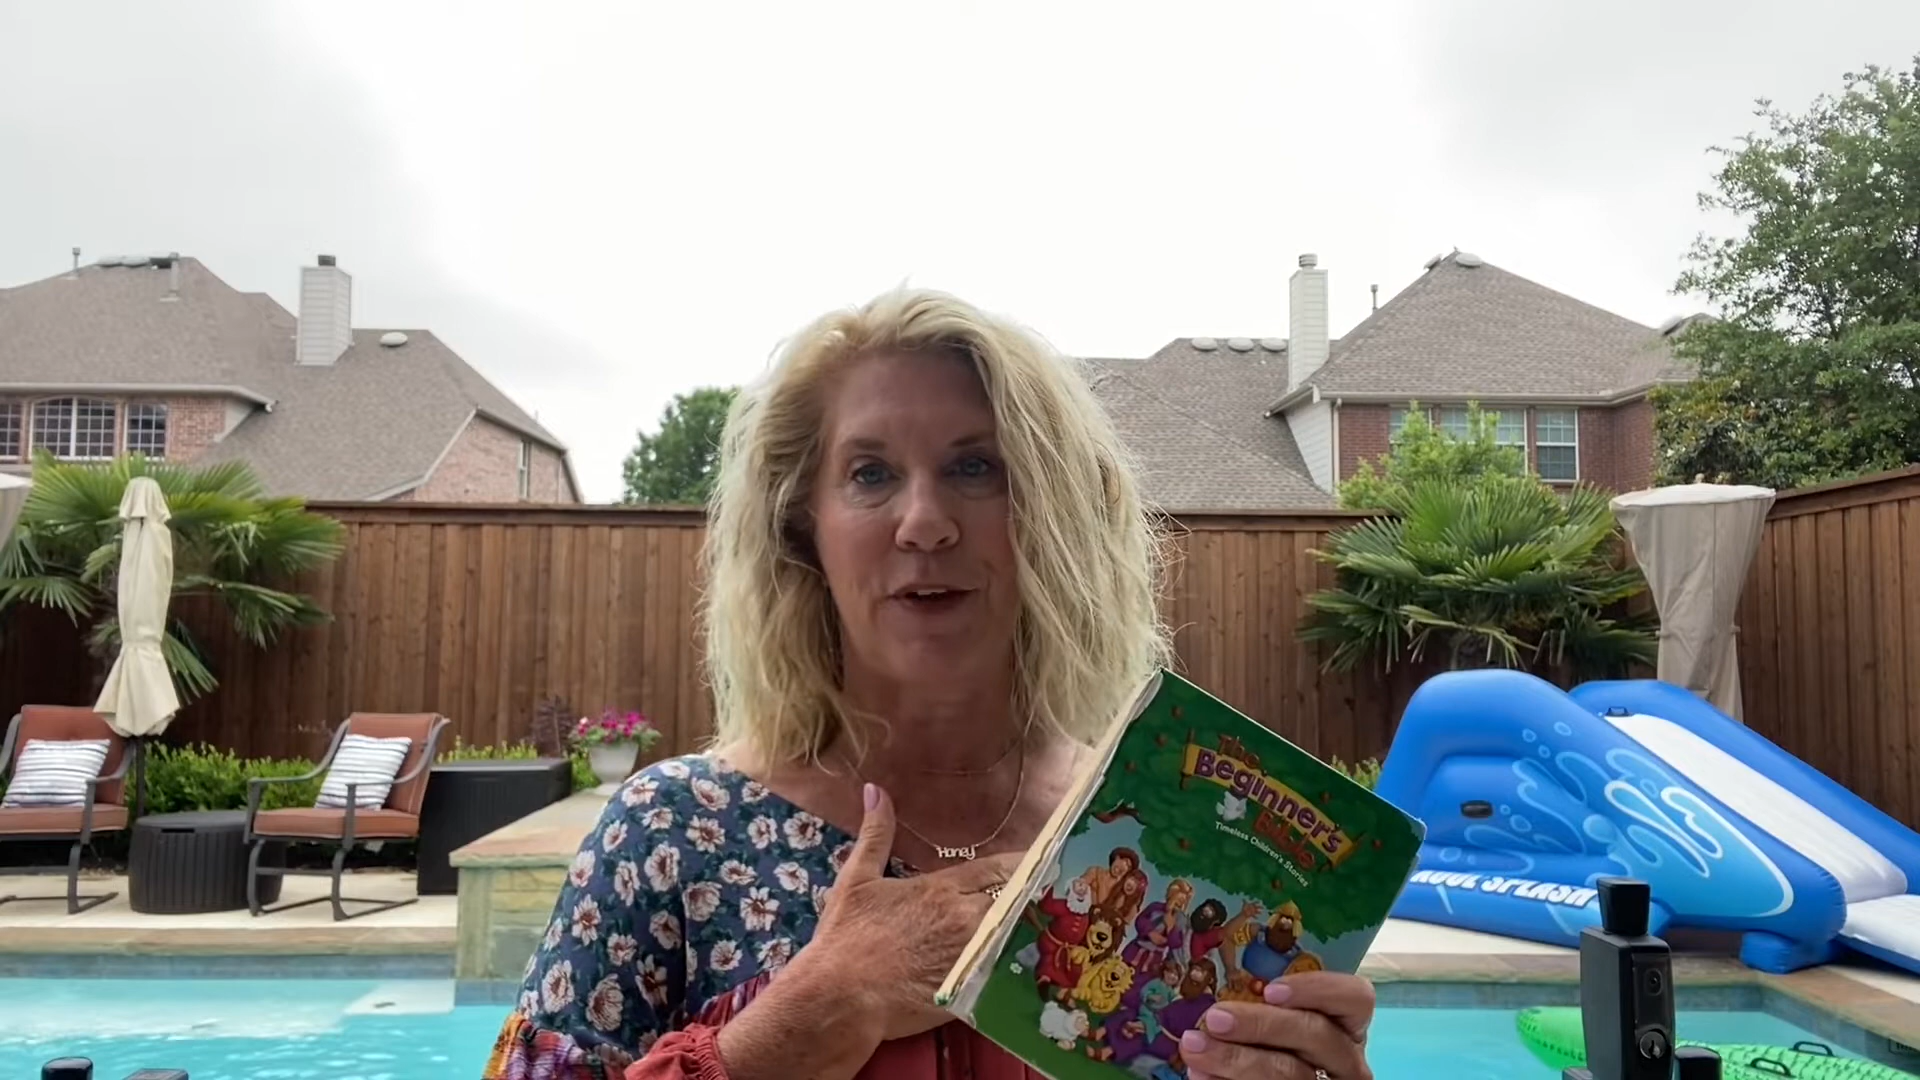 Honey
The
Beginner's
Bible
Timeless Children's Stories
KOOL SPLASH